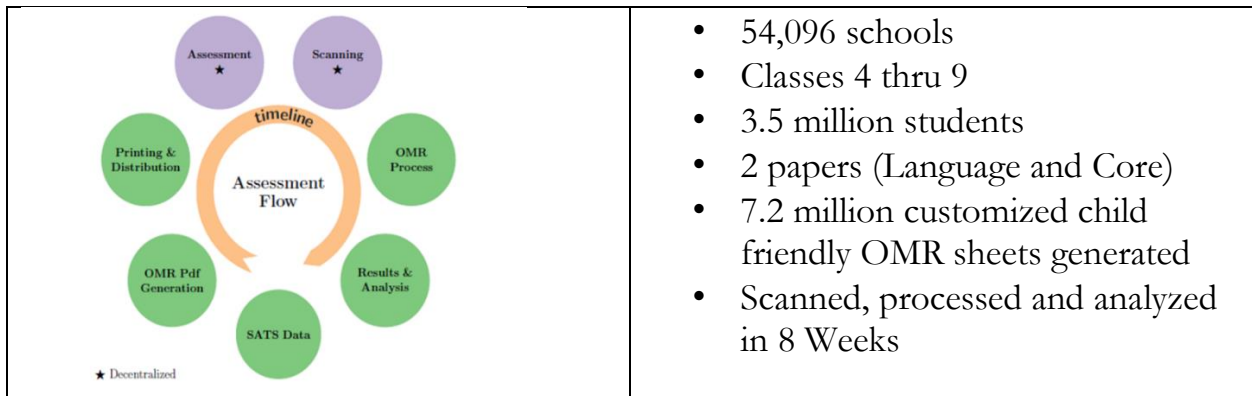 Assessment
★
Scanning
★
timeline
Printing &
Distribution
OMR
Process
Assessment
Flow
OMR Pdf
Generation
Results &
Analysis
SATS Data
★ Decentralized
• 54,096 schools
• Classes 4 thru 9
• 3.5 million students
• 2 papers (Language and Core)
• 7.2 million customized child
friendly OMR sheets generated
• Scanned, processed and analyzed
in 8 Weeks